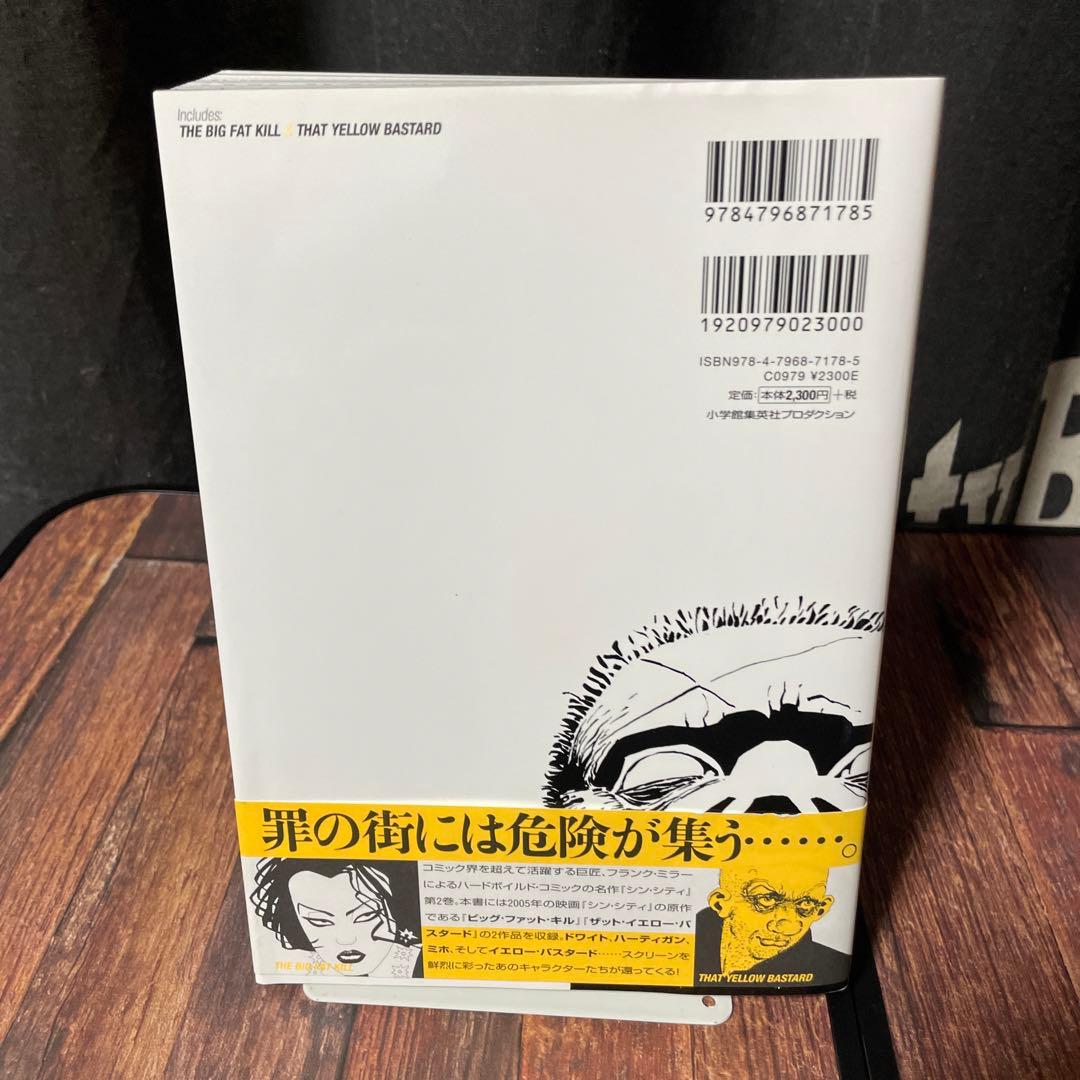 Includes:
THE BIG FAT KILL & THAT YELLOW BASTARD
9784796871785
1920979023000
ISBN978-4-7968-7178-5
C0979 ¥2300E
定価:本体2,300円+税
小学館集英社プロダクション
罪の街には危険が集う……。
コミック界を超えて活躍する巨匠、フランク・ミラー
によるハードボイルド・コミックの名作『シン・シティ』
第2巻。本書には2005年の映画『シン・シティ』の原作
である『ビッグ・ファット・キル』『ザット・イエロー・バ
スタード』の2作品を収録。ドワイト、ハーティガン、
ミホ、そしてイエロー・バスタード……スクリーンを
鮮烈に彩ったあのキャラクターたちが還ってくる!
THE BIG FAT KILL
THAT YELLOW BASTARD